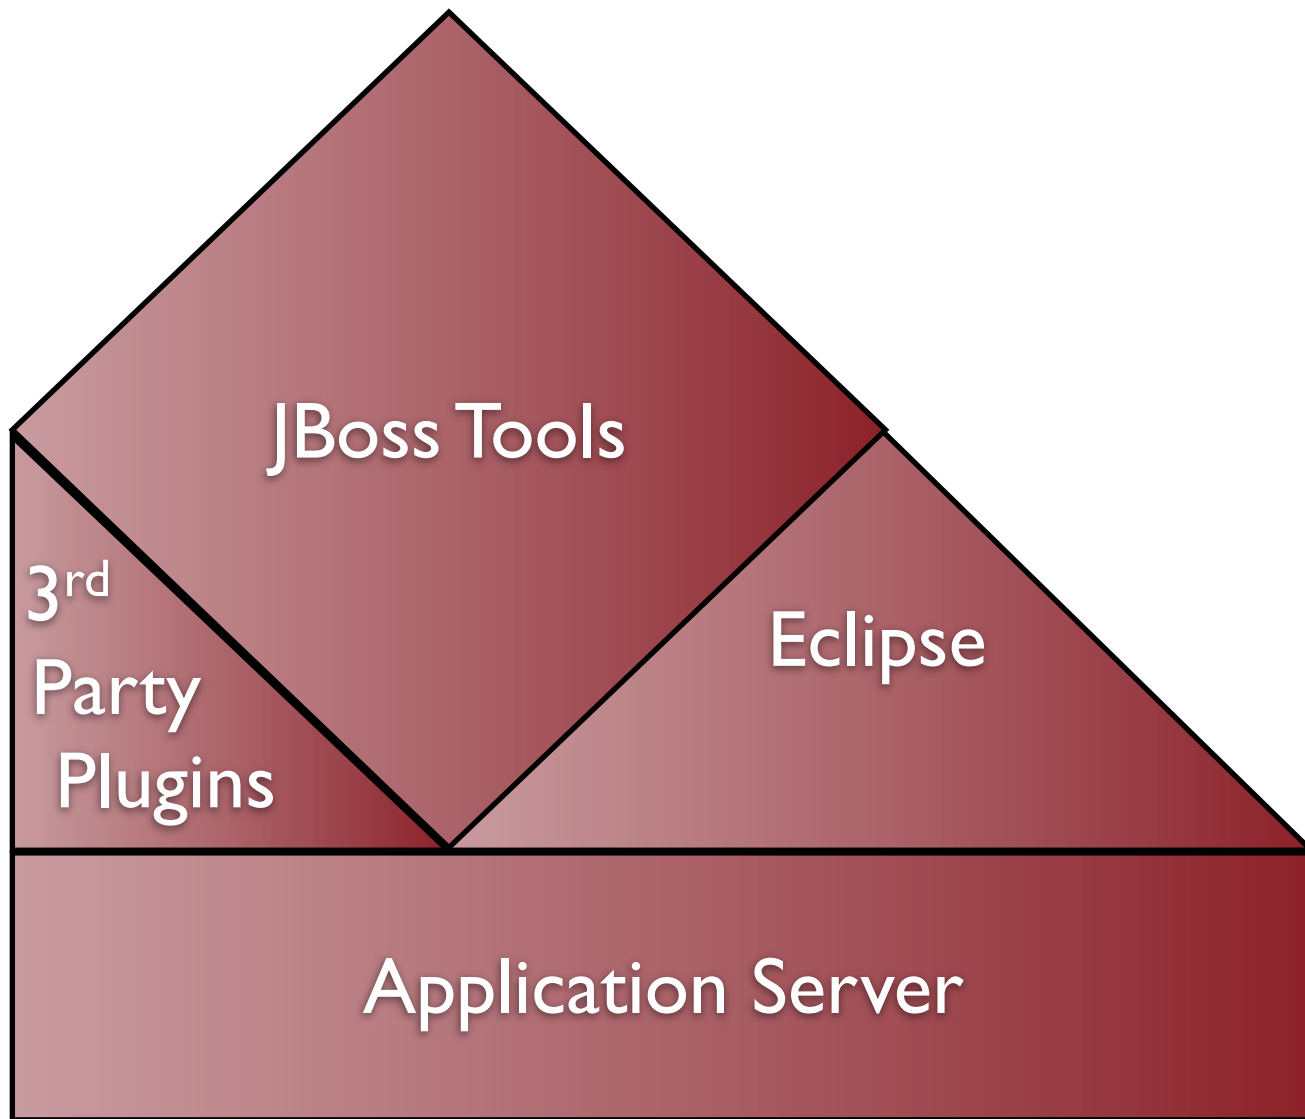 JBoss Tools
3rd
Party
Plugins
Eclipse
Application Server